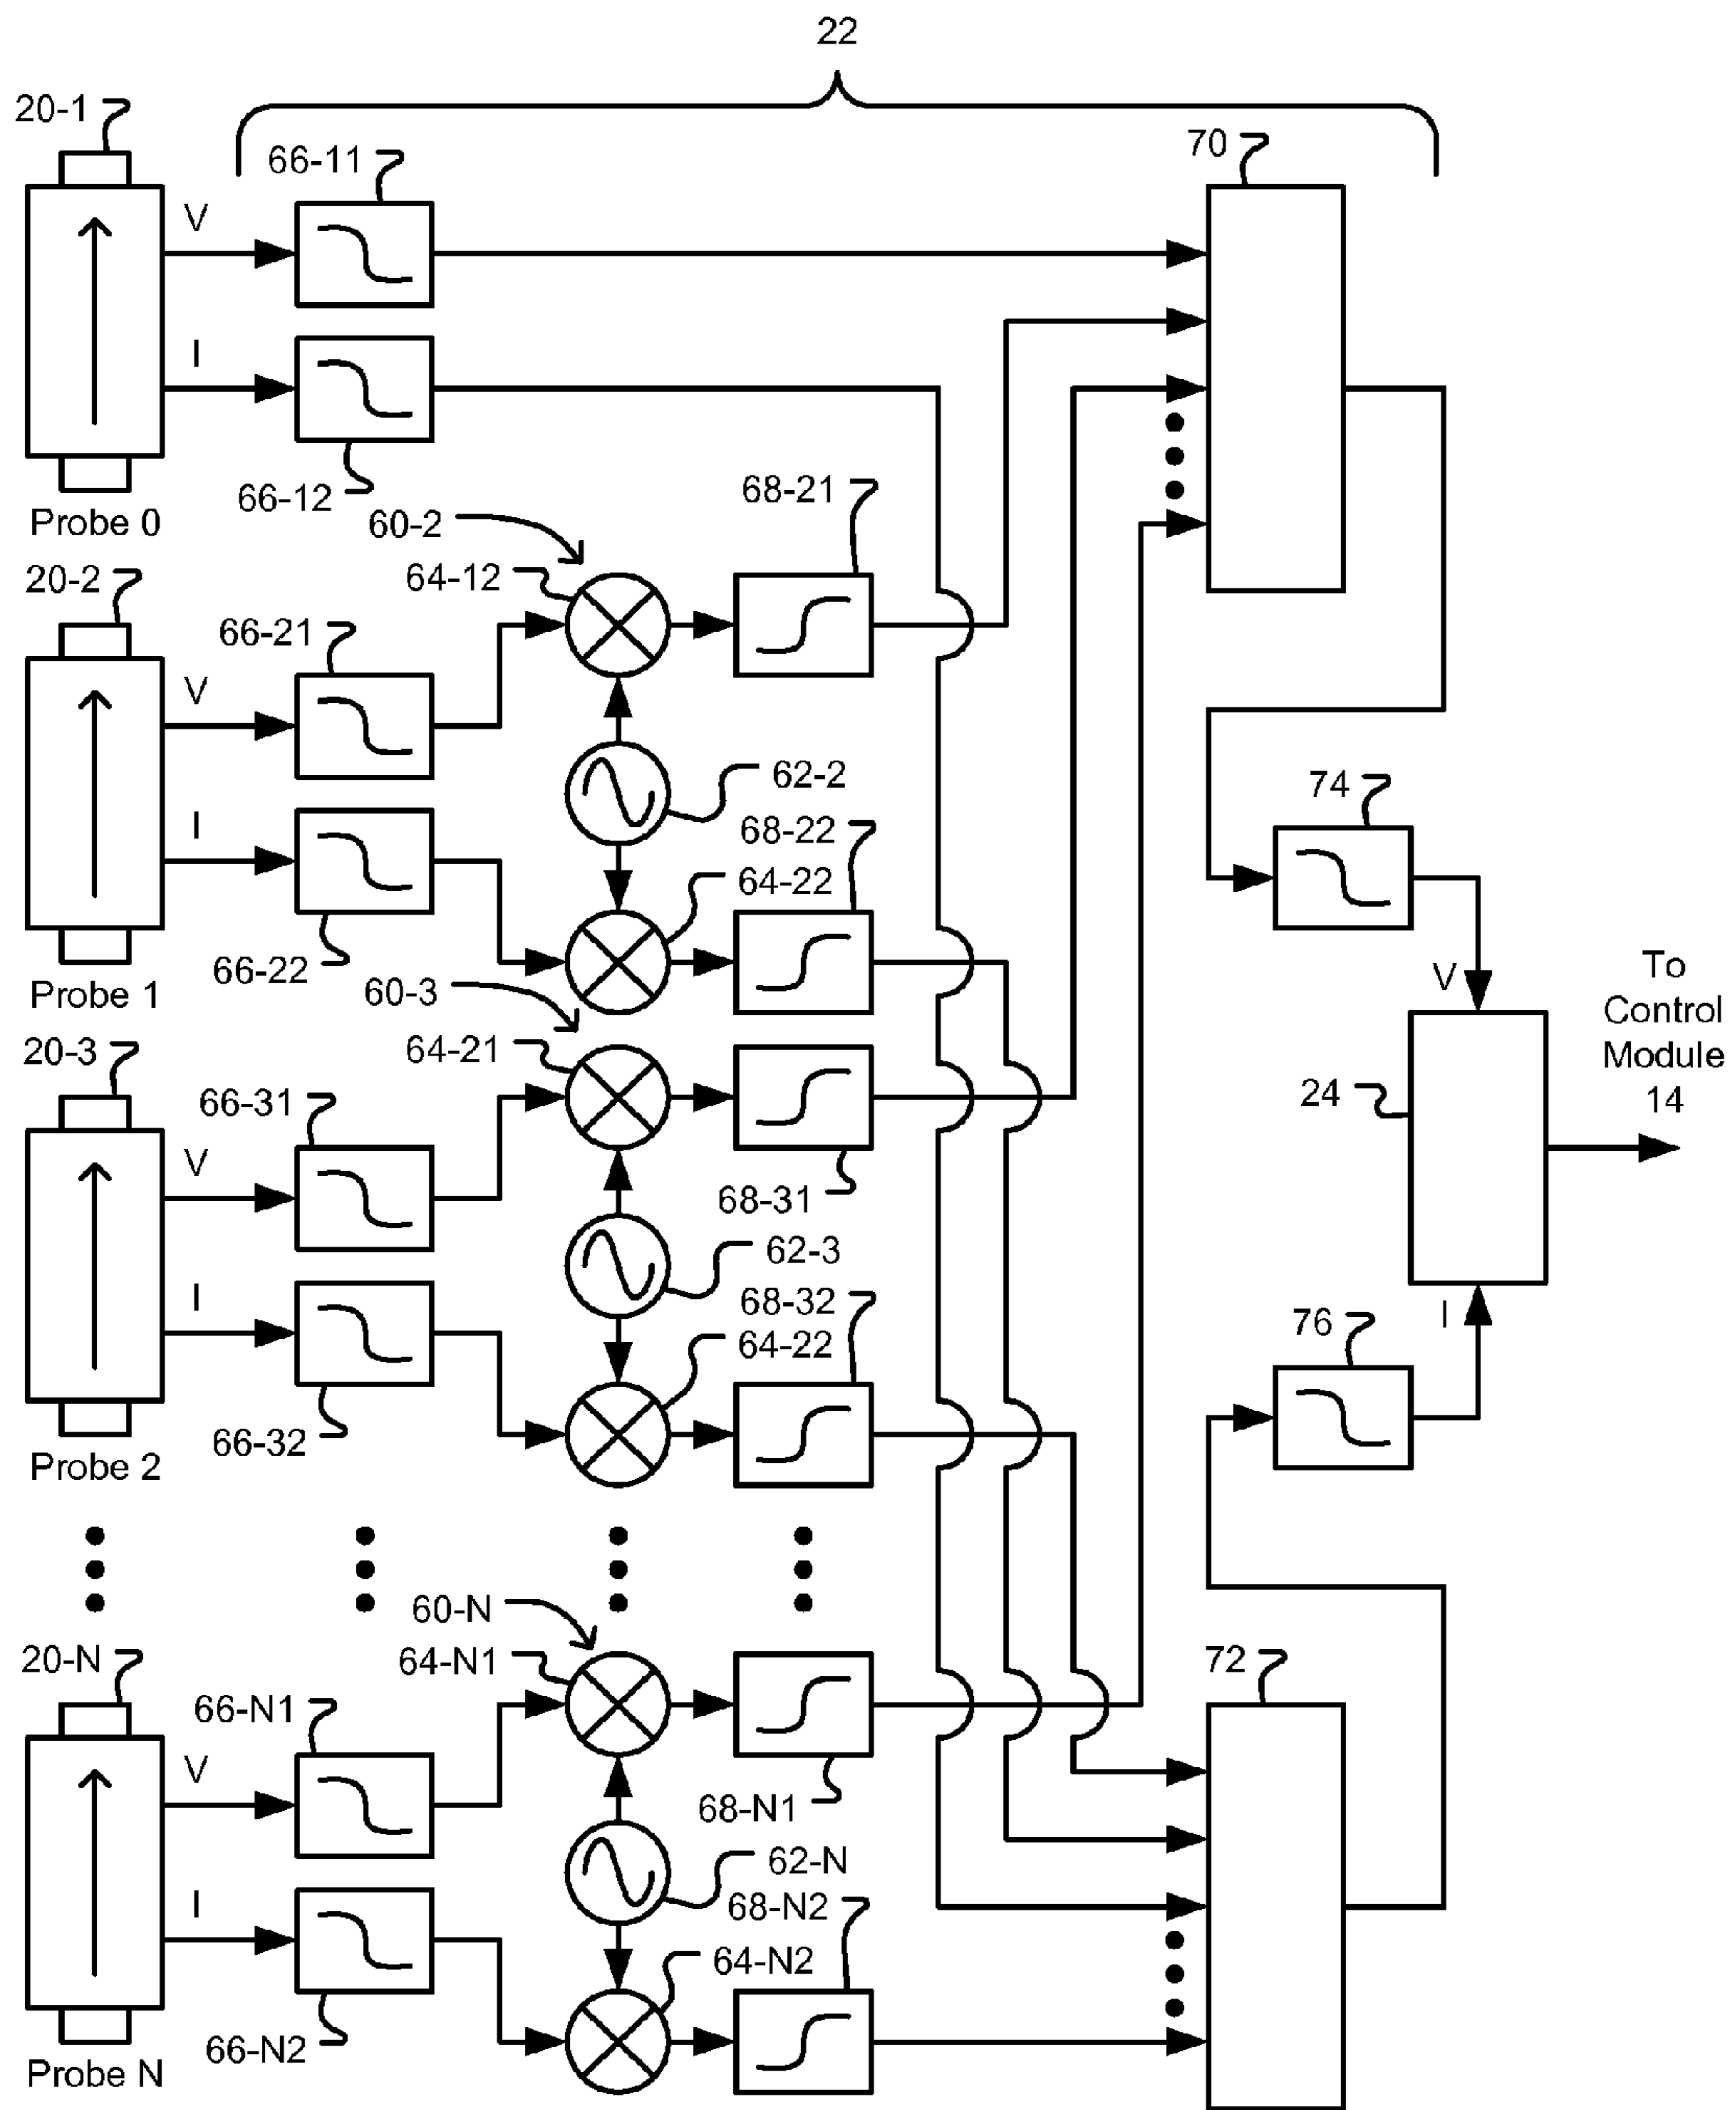 22
20-1
66-11
70
V
I
66-12
Probe 0
60-2
68-21
64-12
20-2
66-21
V
62-2
74
I
68-22
64-22
66-22
Probe 1
60-3
V
To
Control
Module
14
20-3
64-21
66-31
24
V
68-31
62-3
I
68-32
76
I
64-22
66-32
Probe 2
60-N
20-N
64-N1
72
66-N1
V
68-N1
62-N
I
68-N2
64-N2
66-N2
Probe N